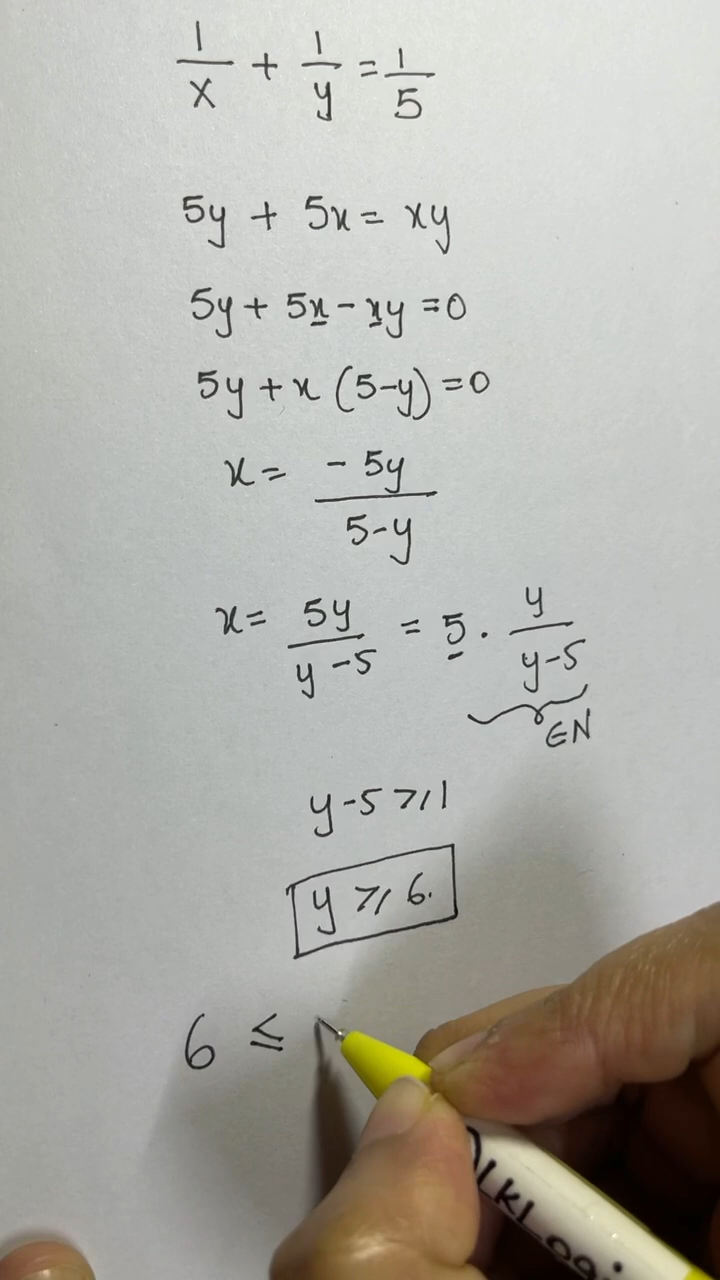 1/x + 1/y = 1/5
5y + 5x = xy
5y + 5x - xy = 0
5y + x (5-y) = 0
x = -5y/5-y
x = 5y/y-5 = 5 · y/y-5
∈N
y-5 ⩾ 1
y ⩾ 6.
6 ≤